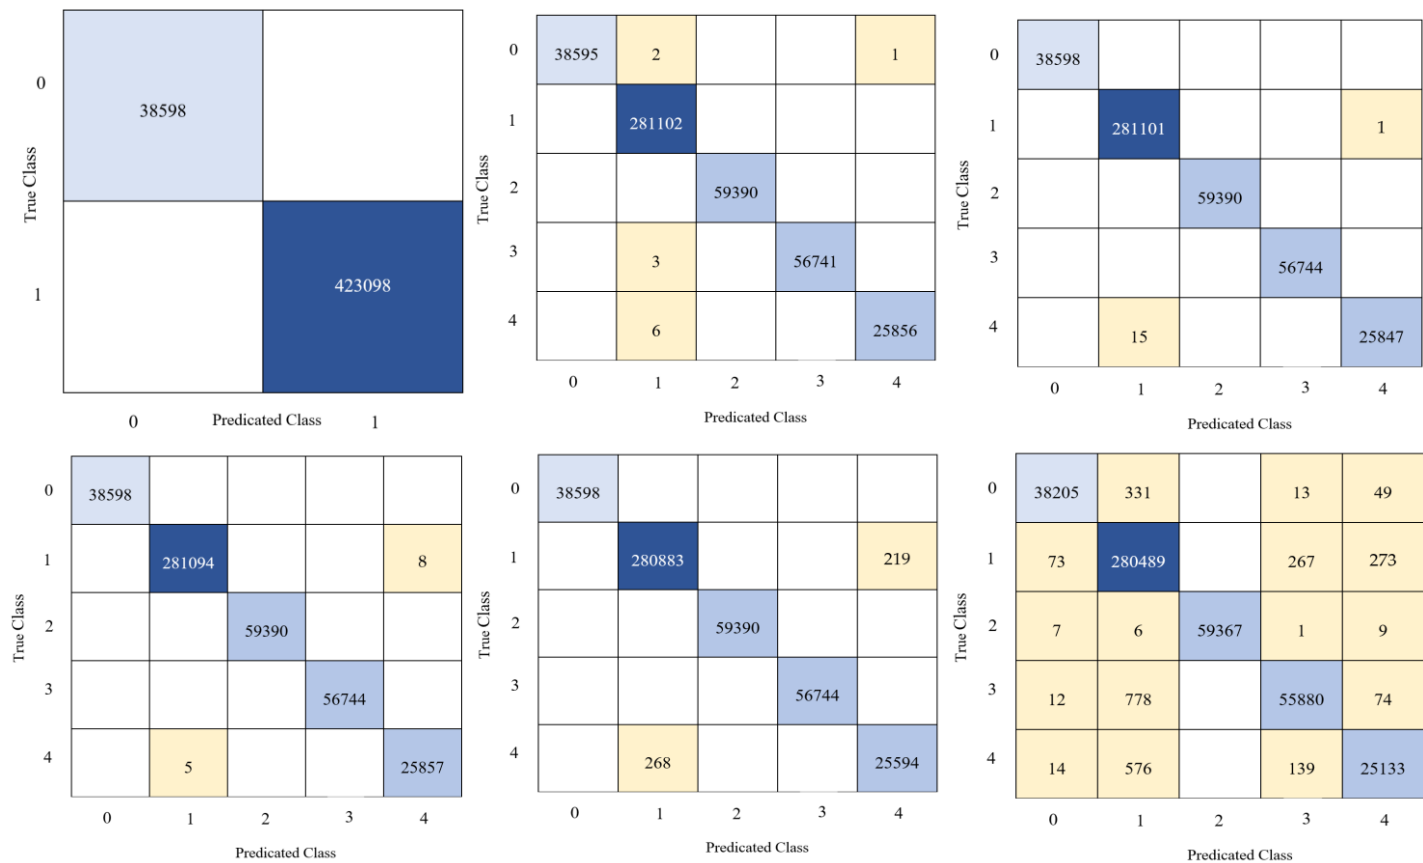 0
38598
True Class
1
423098
0 Predicated Class 1
0 38595 2 1
1 281102
True Class
2 59390
3 3 56741
4 6 25856
0 1 2 3 4
Predicated Class
0 38598
1 281101 1
True Class
2 59390
3 56744
4 15 25847
0 1 2 3 4
Predicated Class
0 38598
1 281094 8
True Class
2 59390
3 56744
4 5 25857
0 1 2 3 4
Predicated Class
0 38598
1 280883 219
True Class
2 59390
3 56744
4 268 25594
0 1 2 3 4
Predicated Class
0 38205 331 13 49
1 73 280489 267 273
True Class
2 7 6 59367 1 9
3 12 778 55880 74
4 14 576 139 25133
0 1 2 3 4
Predicated Class